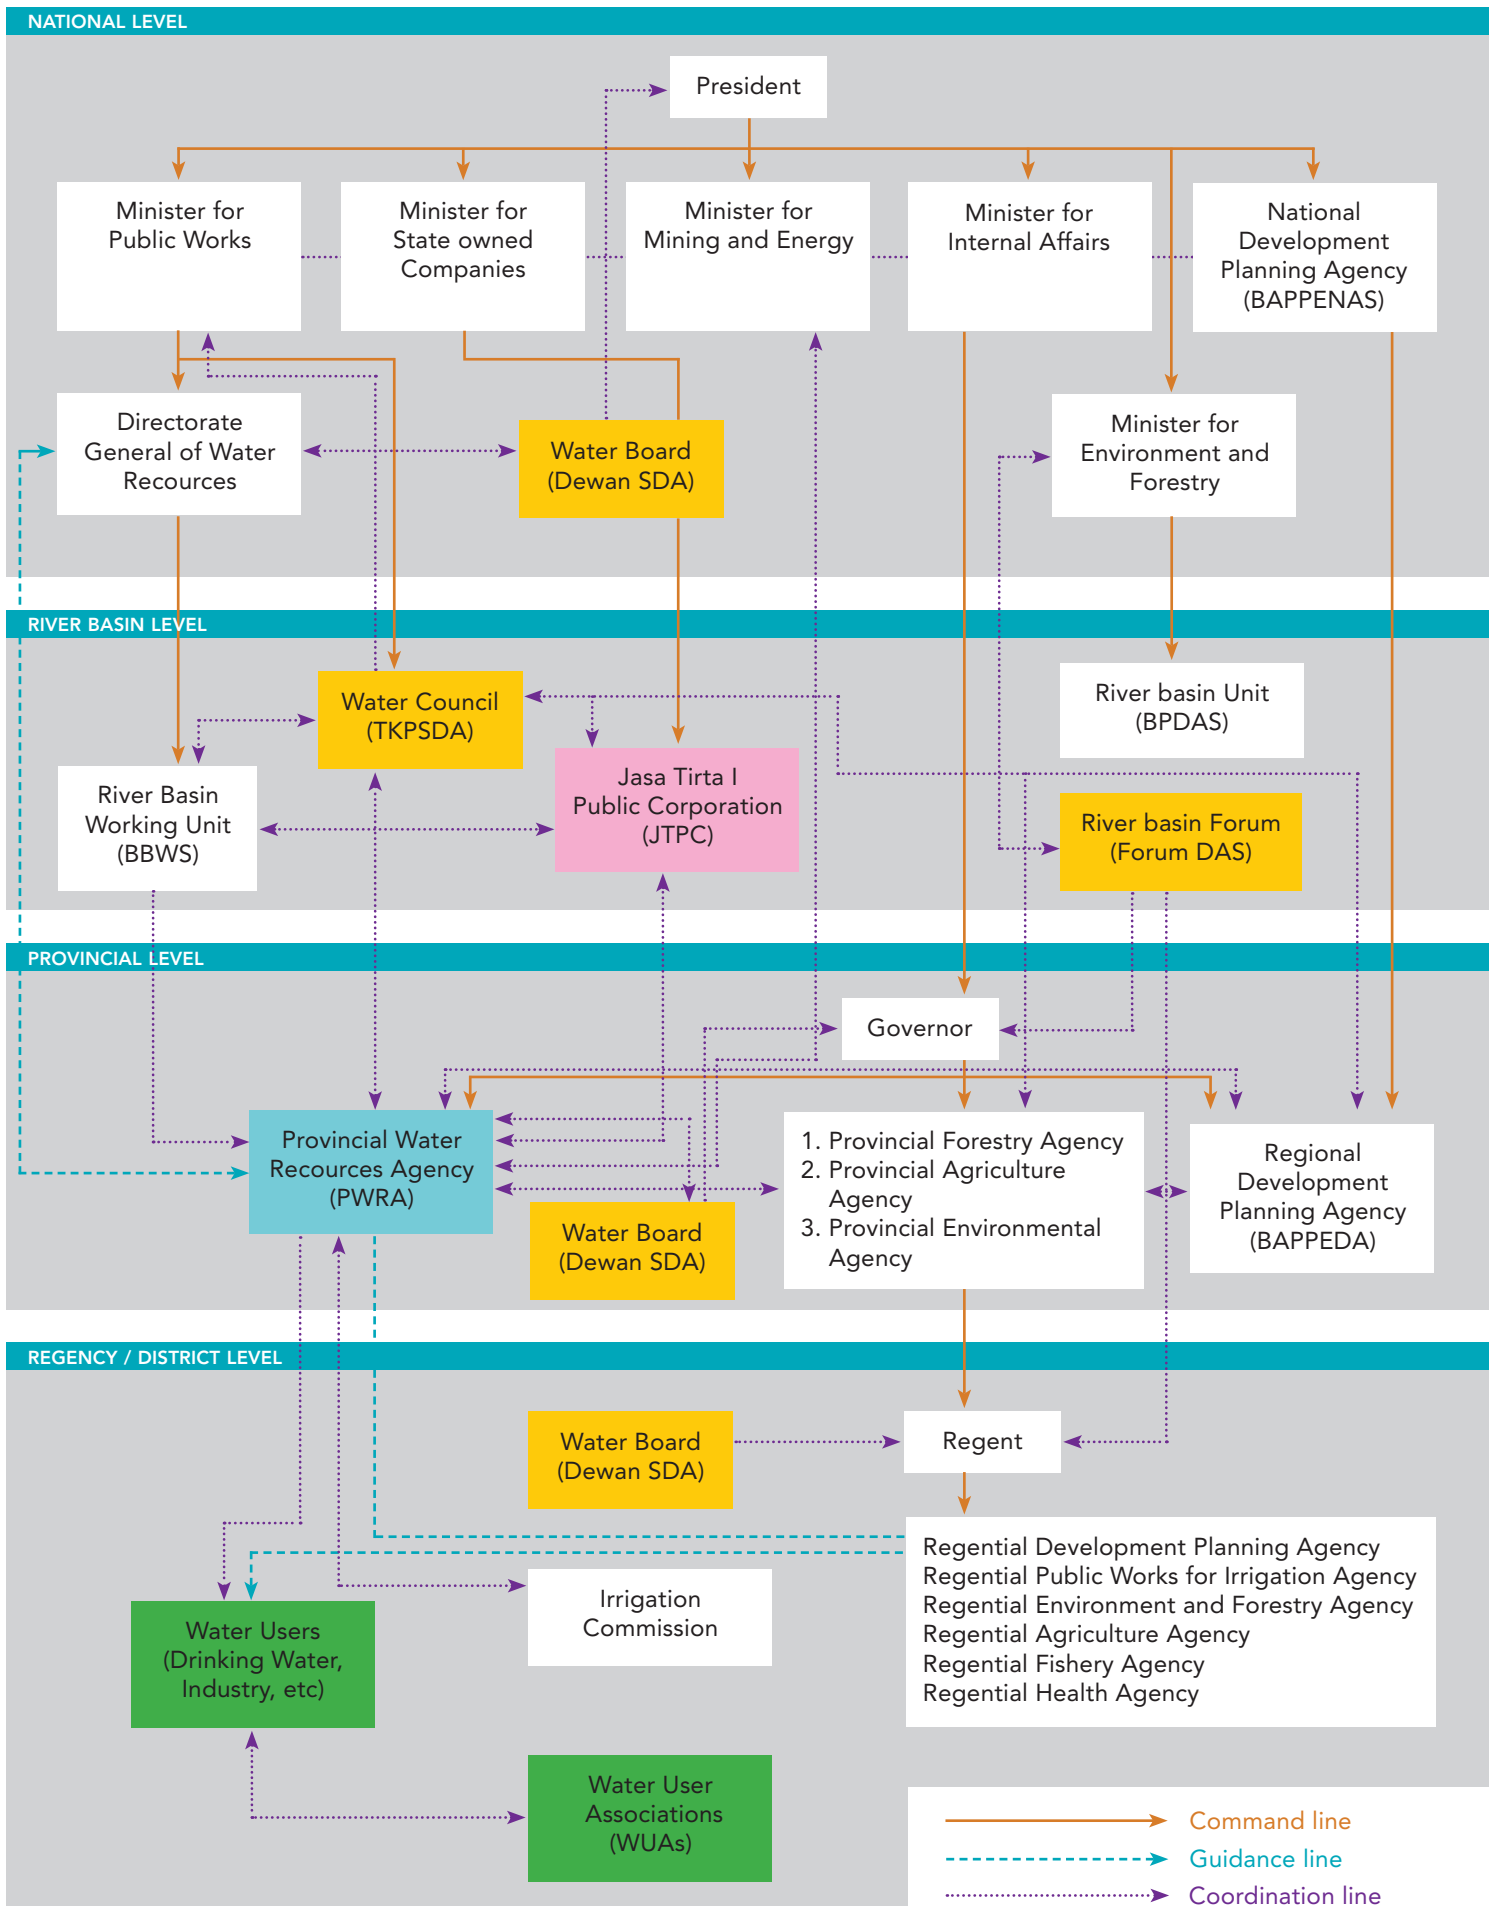 NATIONAL LEVEL
President
Minister for
Public Works
Minister for
State owned
Companies
Minister for
Mining and Energy
Minister for
Internal Affairs
National
Development
Planning Agency
(BAPPENAS)
Directorate
General of Water
Recources
Water Board
(Dewan SDA)
Minister for
Environment and
Forestry
RIVER BASIN LEVEL
Water Council
(TKPSDA)
River basin Unit
(BPDAS)
River Basin
Working Unit
(BBWS)
Jasa Tirta I
Public Corporation
(JTPC)
River basin Forum
(Forum DAS)
PROVINCIAL LEVEL
Governor
Provincial Water
Recources Agency
(PWRA)
1. Provincial Forestry Agency
2. Provincial Agriculture
Agency
3. Provincial Environmental
Agency
Regional
Development
Planning Agency
(BAPPEDA)
Water Board
(Dewan SDA)
REGENCY / DISTRICT LEVEL
Water Board
(Dewan SDA)
Regent
Regential Development Planning Agency
Regential Public Works for Irrigation Agency
Regential Environment and Forestry Agency
Regential Agriculture Agency
Regential Fishery Agency
Regential Health Agency
Irrigation
Commission
Water Users
(Drinking Water,
Industry, etc)
Water User
Associations
(WUAs)
Command line
Guidance line
Coordination line